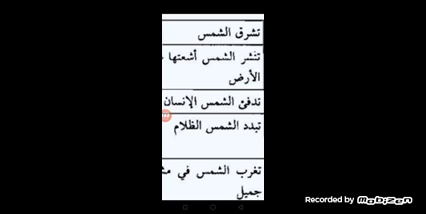 تشرق الشمس
تنشر الشمس أشعتها
الأرض
تدفئ الشمس الإنسان
تبدد الشمس الظلام
تغرب الشمس في
جميل
Recorded by Mobizen